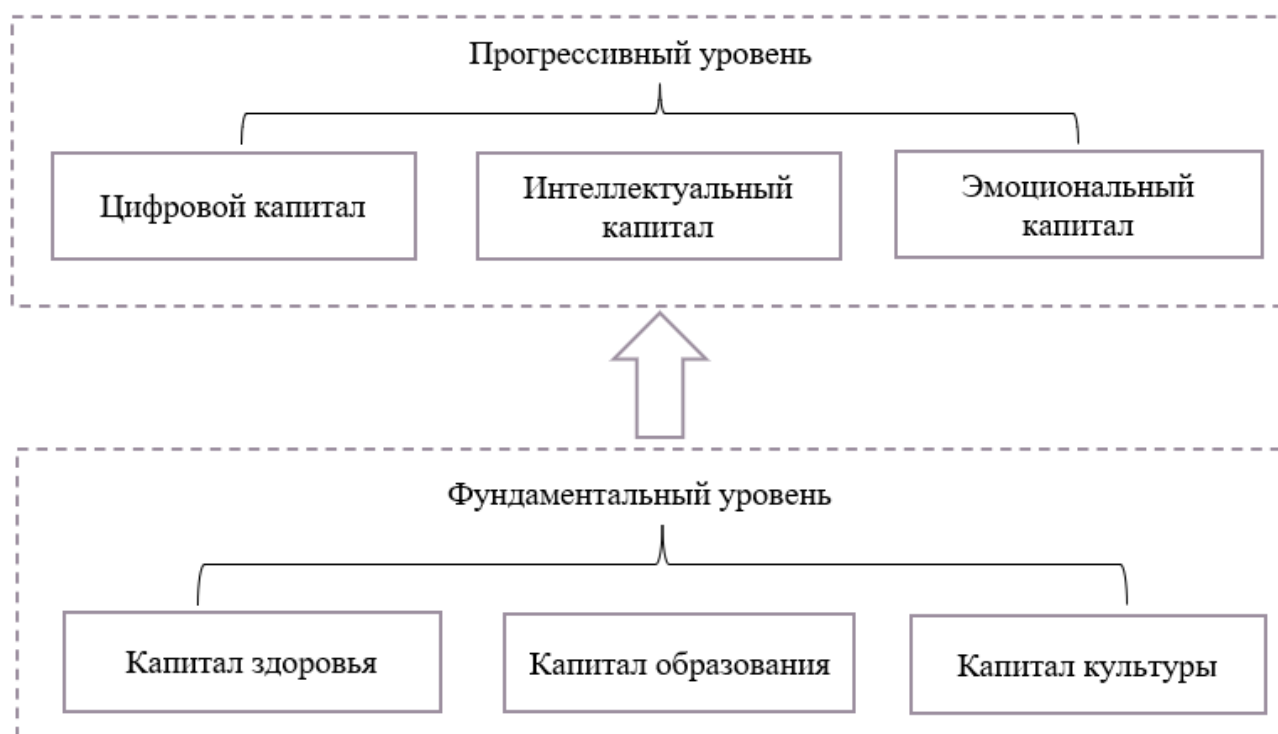 Прогрессивный уровень
Цифровой капитал
Интеллектуальный
капитал
Эмоциональный
капитал
Фундаментальный уровень
Капитал здоровья
Капитал образования
Капитал культуры